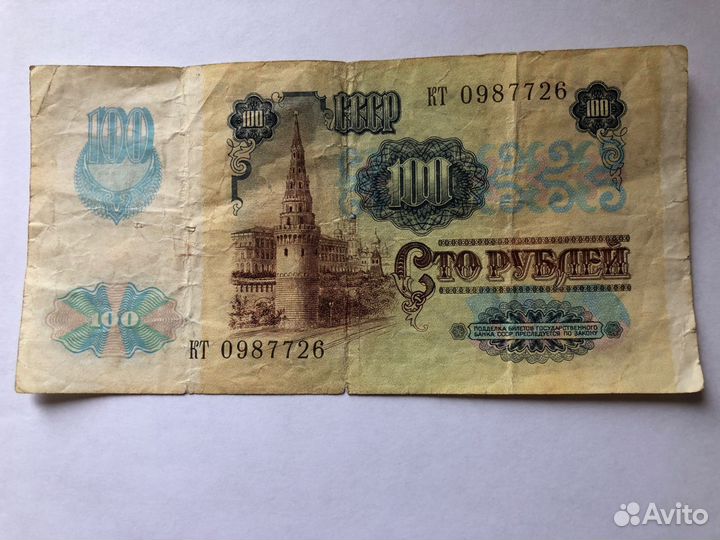 100
100
СССР
КТ 0987726
100
100
100
СТО РУБЛЕЙ
КТ 0987726
ПОДДЕЛКА БИЛЕТОВ ГОСУДАРСТВЕННОГО
БАНКА СССР ПРЕСЛЕДУЕТСЯ ПО ЗАКОНУ
Avito